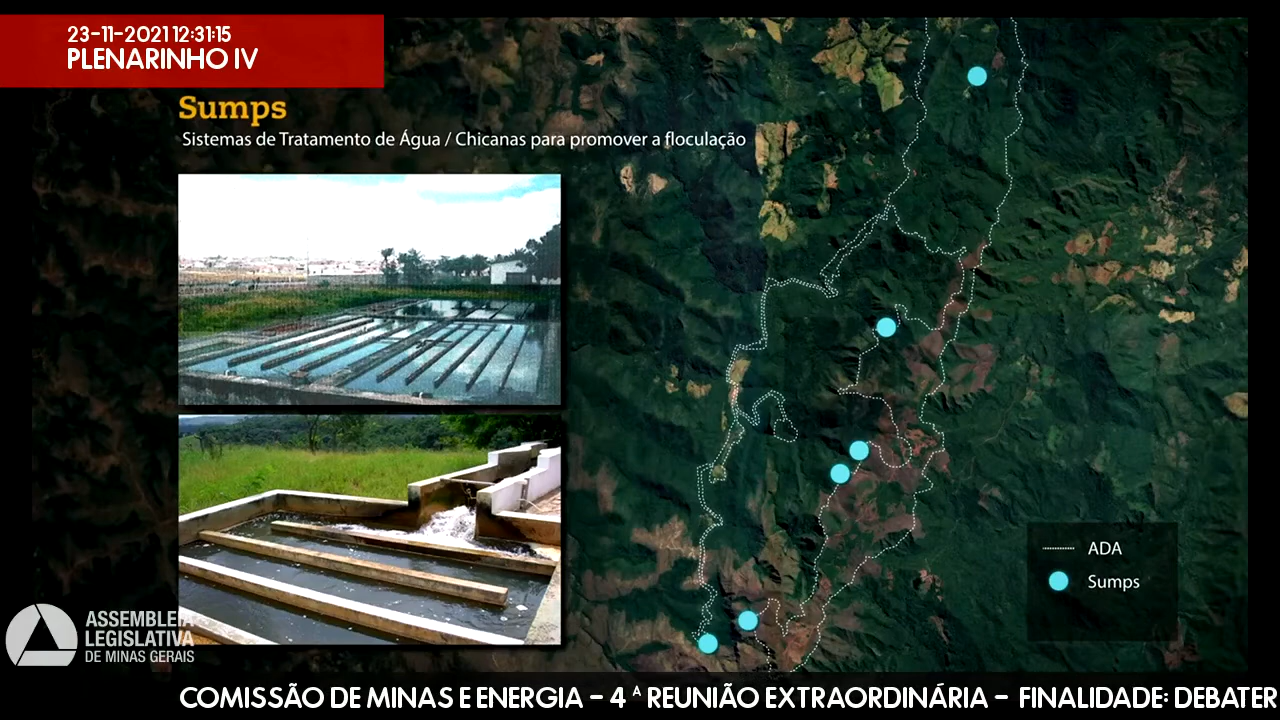 23-11-2021 12:31:15
PLENARINHO IV
Sumps
Sistemas de Tratamento de Água / Chicanas para promover a floculação
ADA
Sumps
ASSEMBLEIA
LEGISLATIVA
DE MINAS GERAIS
COMISSÃO DE MINAS E ENERGIA - 4 ª REUNIÃO EXTRAORDINÁRIA - FINALIDADE: DEBATER